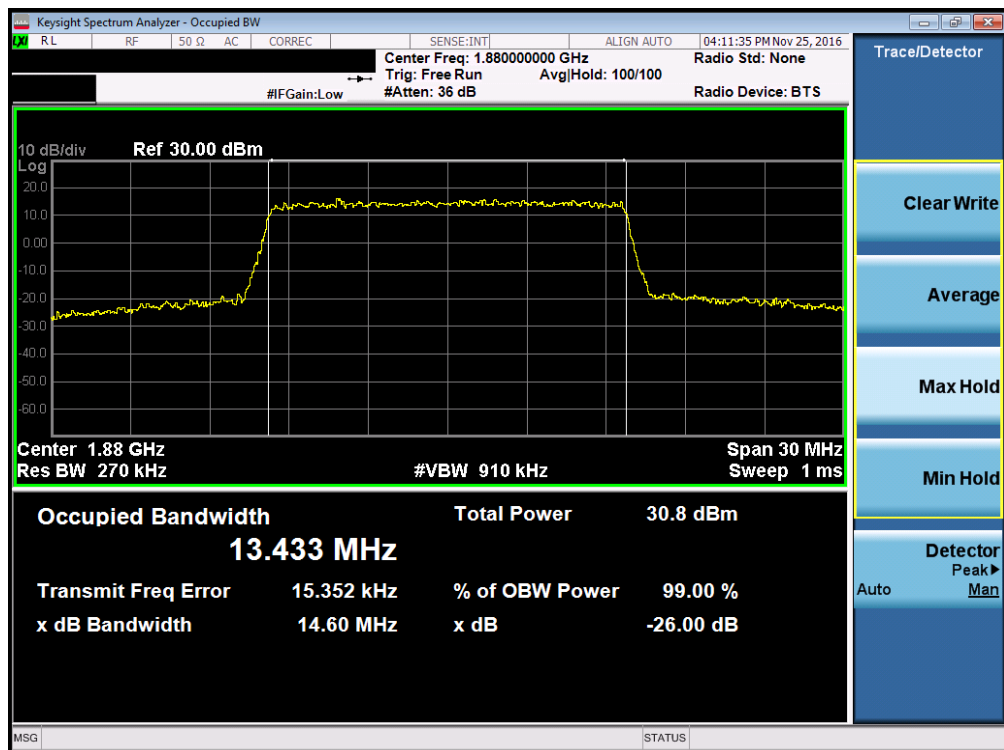 Keysight Spectrum Analyzer - Occupied BW
LXI RL RF 50 Ω AC CORREC SENSE:INT ALIGN AUTO 04:11:35 PM Nov 25, 2016
Center Freq: 1.880000000 GHz Radio Std: None
Trig: Free Run Avg|Hold: 100/100
#IFGain:Low #Atten: 36 dB Radio Device: BTS
10 dB/div Ref 30.00 dBm
Log
20.0
10.0
0.00
-10.0
-20.0
-30.0
-40.0
-50.0
-60.0
Center 1.88 GHz Span 30 MHz
Res BW 270 kHz #VBW 910 kHz Sweep 1 ms
Occupied Bandwidth Total Power 30.8 dBm
13.433 MHz
Transmit Freq Error 15.352 kHz % of OBW Power 99.00 %
x dB Bandwidth 14.60 MHz x dB -26.00 dB
Trace/Detector
Clear Write
Average
Max Hold
Min Hold
Detector
Peak▶
Auto Man
MSG STATUS